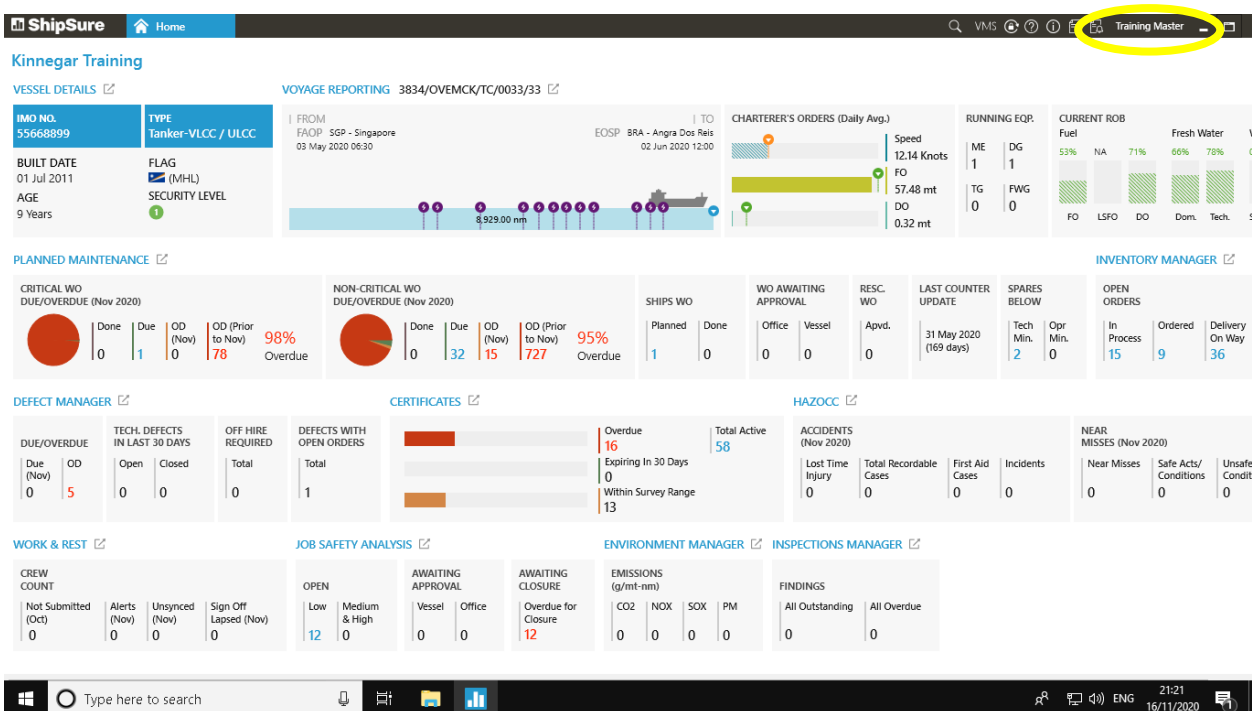 ShipSure Home VMS Training Master
Kinnegar Training
VESSEL DETAILS
IMO NO.
55668899
TYPE
Tanker-VLCC / ULCC
BUILT DATE
01 Jul 2011
AGE
9 Years
FLAG
(MHL)
SECURITY LEVEL
1
VOYAGE REPORTING 3834/OVEMCK/TC/0033/33
FROM
FAOP SGP - Singapore
03 May 2020 06:30
TO
EOSP BRA - Angra Dos Reis
02 Jun 2020 12:00
8,929.00 nm
CHARTERER'S ORDERS (Daily Avg.)
Speed
12.14 Knots
FO
57.48 mt
DO
0.32 mt
RUNNING EQP.
ME
1
DG
1
TG
0
FWG
0
CURRENT ROB
Fuel Fresh Water
53% NA 71% 66% 78%
FO LSFO DO Dom. Tech.
PLANNED MAINTENANCE
CRITICAL WO
DUE/OVERDUE (Nov 2020)
Done
0
Due
1
OD
(Nov)
0
OD (Prior
to Nov)
78
98%
Overdue
NON-CRITICAL WO
DUE/OVERDUE (Nov 2020)
Done
0
Due
32
OD
(Nov)
15
OD (Prior
to Nov)
727
95%
Overdue
SHIPS WO
Planned
1
Done
0
WO AWAITING
APPROVAL
Office
0
Vessel
0
RESC.
WO
Apvd.
0
LAST COUNTER
UPDATE
31 May 2020
(169 days)
SPARES
BELOW
Tech
Min.
2
Opr
Min.
0
INVENTORY MANAGER
OPEN
ORDERS
In
Process
15
Ordered
9
Delivery
On Way
36
DEFECT MANAGER
DUE/OVERDUE
Due
(Nov)
0
OD
5
TECH. DEFECTS
IN LAST 30 DAYS
Open
0
Closed
0
OFF HIRE
REQUIRED
Total
0
DEFECTS WITH
OPEN ORDERS
Total
1
CERTIFICATES
Overdue
16
Expiring In 30 Days
0
Within Survey Range
13
Total Active
58
HAZOCC
ACCIDENTS
(Nov 2020)
Lost Time
Injury
0
Total Recordable
Cases
0
First Aid
Cases
0
Incidents
0
NEAR
MISSES (Nov 2020)
Near Misses
0
Safe Acts/
Conditions
0
Unsafe
Condit
0
WORK & REST
CREW
COUNT
Not Submitted
(Oct)
0
Alerts
(Nov)
0
Unsynced
(Nov)
0
Sign Off
Lapsed (Nov)
0
JOB SAFETY ANALYSIS
OPEN
Low
12
Medium
& High
0
AWAITING
APPROVAL
Vessel
0
Office
0
AWAITING
CLOSURE
Overdue for
Closure
12
ENVIRONMENT MANAGER
EMISSIONS
(g/mt-nm)
CO2
0
NOX
0
SOX
0
PM
0
INSPECTIONS MANAGER
FINDINGS
All Outstanding
0
All Overdue
0
Type here to search
ENG
21:21
16/11/2020
1